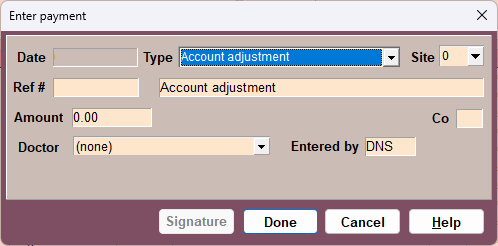 Enter payment
Date Type Account adjustment Site 0
Ref # Account adjustment
Amount 0.00 Co
Doctor (none) Entered by DNS
Signature Done Cancel Help